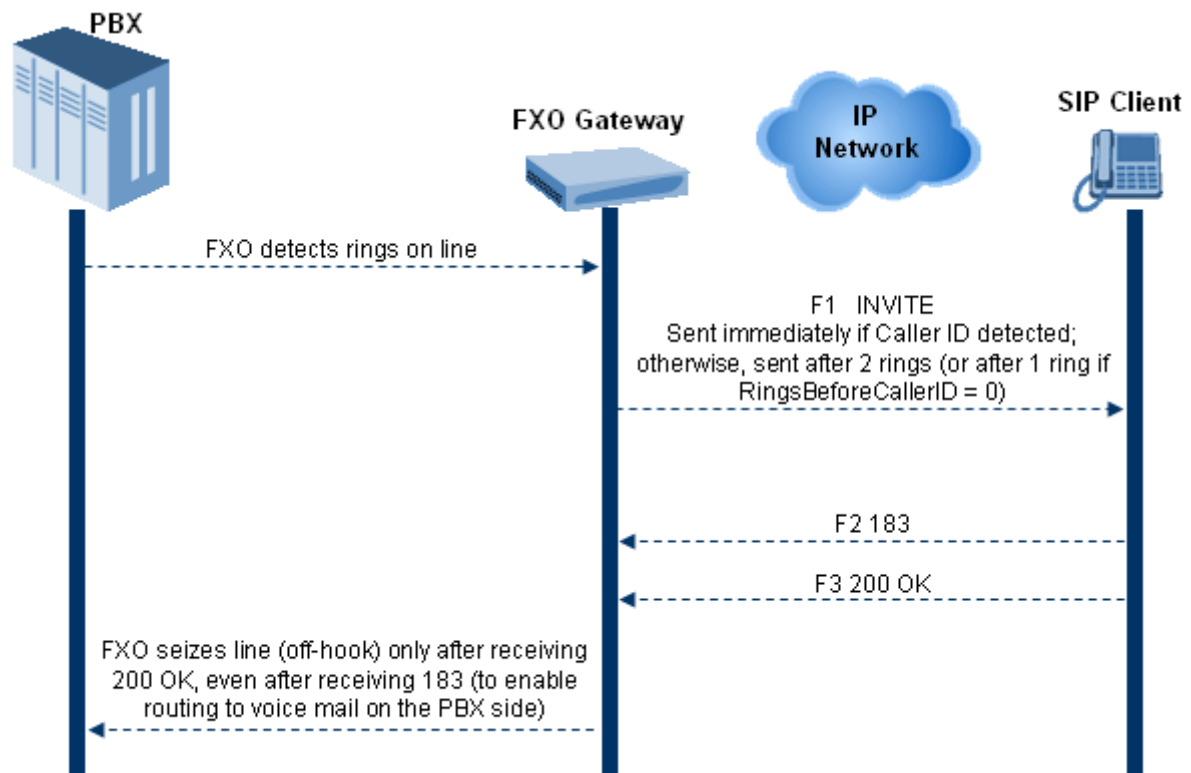 PBX
FXO Gateway
IP
Network
SIP Client
FXO detects rings on line
F1 INVITE
Sent immediately if Caller ID detected;
otherwise, sent after 2 rings (or after 1 ring if
RingsBeforeCallerID = 0)
F2 183
F3 200 OK
FXO seizes line (off-hook) only after receiving
200 OK, even after receiving 183 (to enable
routing to voice mail on the PBX side)